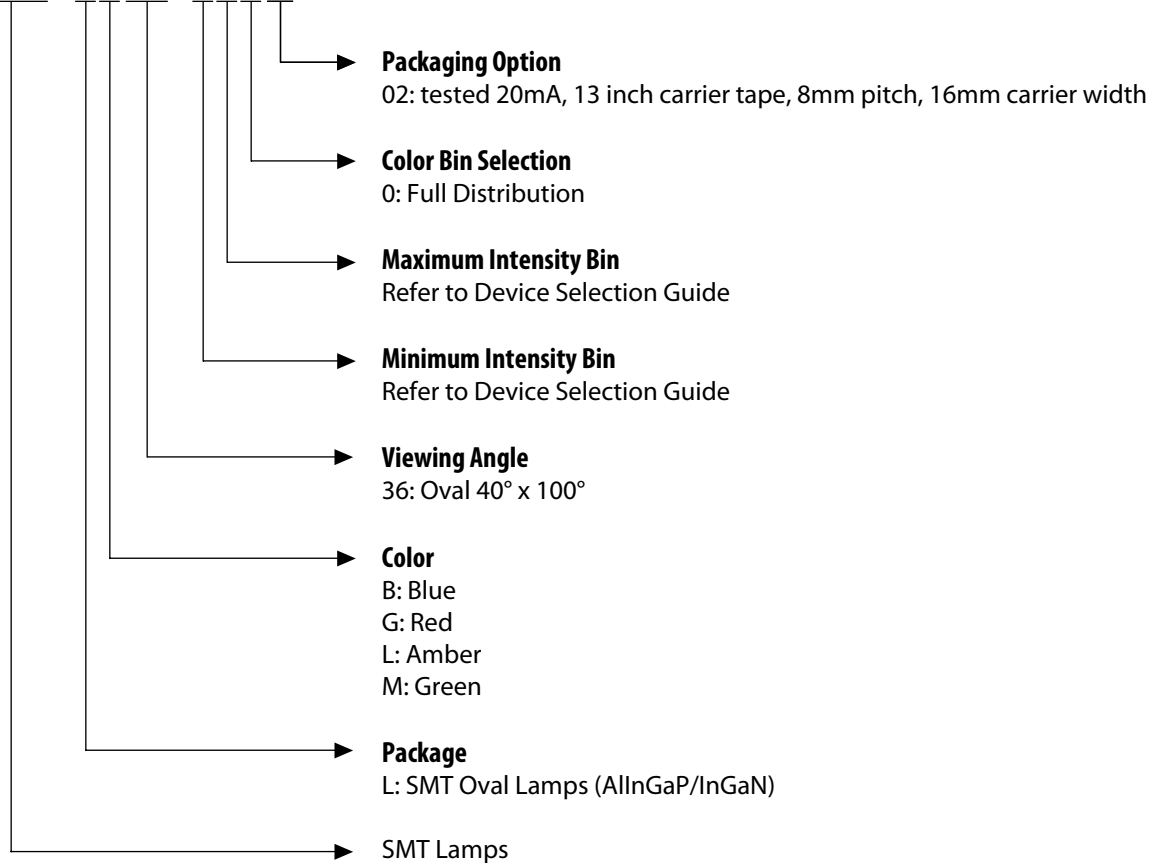 Packaging Option
02: tested 20mA, 13 inch carrier tape, 8mm pitch, 16mm carrier width
Color Bin Selection
0: Full Distribution
Maximum Intensity Bin
Refer to Device Selection Guide
Minimum Intensity Bin
Refer to Device Selection Guide
Viewing Angle
36: Oval 40° x 100°
Color
B: Blue
G: Red
L: Amber
M: Green
Package
L: SMT Oval Lamps (AlInGaP/InGaN)
SMT Lamps